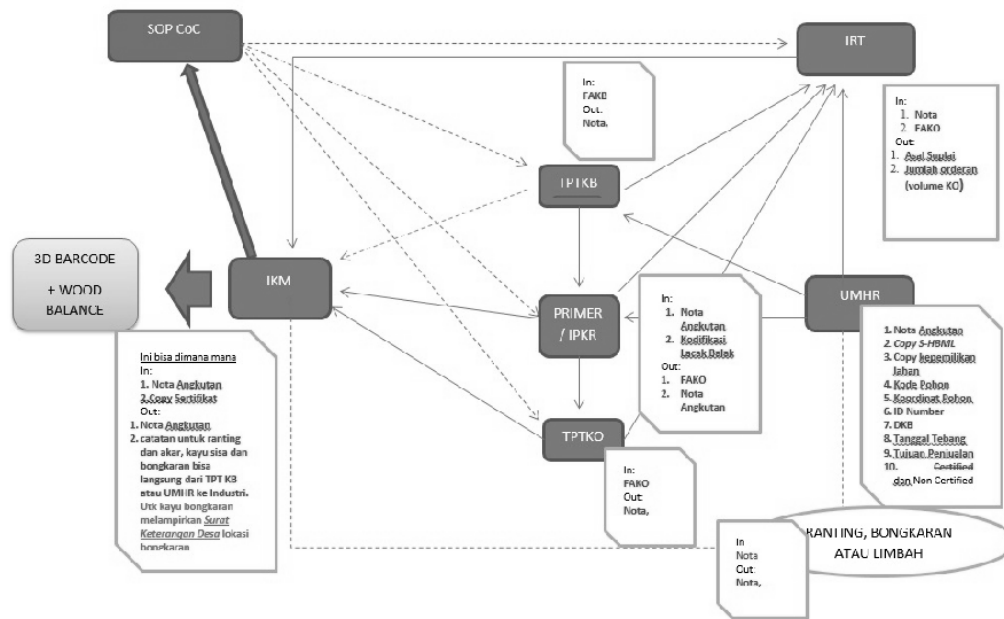 SOP CoC
IRT
In:
FAKB
Out:
Nota,
In:
1. Nota
2. FAKO
Out:
1. Asal Suplai
2. Jumlah orderan
(volume KO)
TPTKB
3D BARCODE
+ WOOD
BALANCE
IKM
PRIMER
/ IPKR
UMHR
In:
1. Nota
Angkutan
2. Kodifikasi
Lacak Balak
Out:
1. FAKO
2. Nota
Angkutan
1. Nota Angkutan
2. Copy S-HBML
3. Copy kepemilikan
lahan
4. Kode Pohon
5. Koordinat Pohon
6. ID Number
7. DKB
8. Tanggal Tebang
9. Tujuan Penjualan
10. Certified
dan Non Certified
Ini bisa dimana mana
In:
1. Nota Angkutan
2. Copy Sertifikat
Out:
1. Nota Angkutan
2. catatan untuk ranting
dan akar, kayu sisa dan
bongkaran bisa
langsung dari TPT KB
atau UMHR ke Industri.
Utk kayu bongkaran
melampirkan Surat
Keterangan Desa lokasi
bongkaran
TPTKO
In:
FAKO
Out:
Nota,
In
Nota
Out:
Nota,
RANTING, BONGKARAN
ATAU LIMBAH